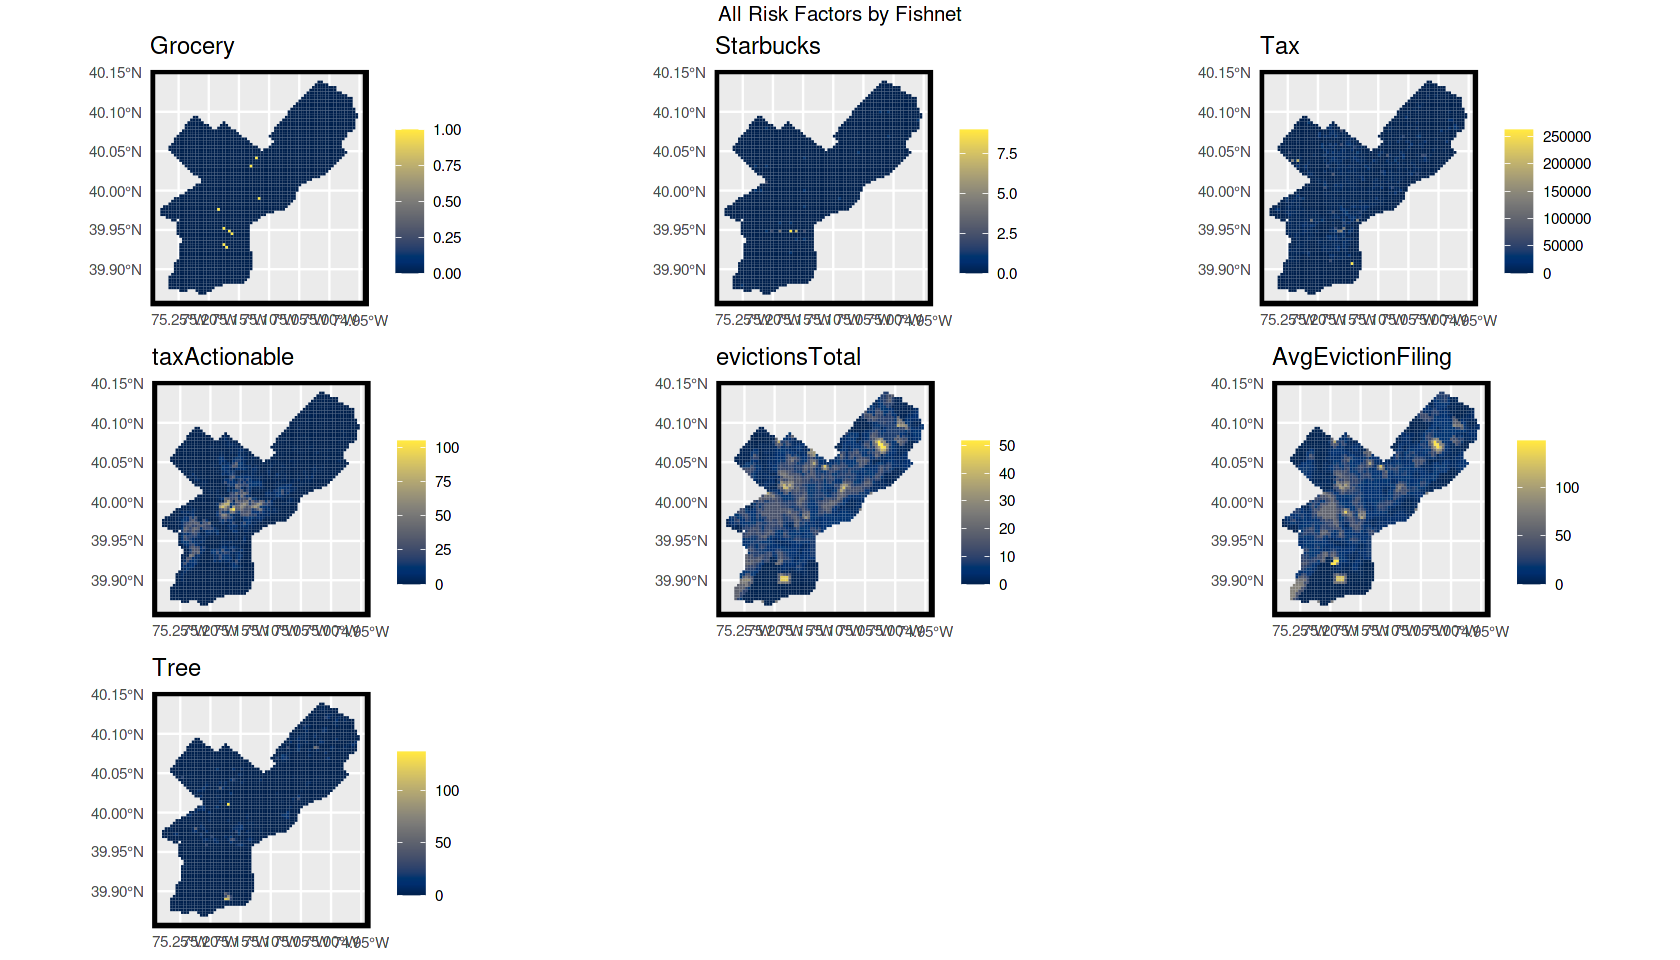 All Risk Factors by Fishnet
Grocery
40.15°N
40.10°N
40.05°N
40.00°N
39.95°N
39.90°N
1.00
0.75
0.50
0.25
0.00
Starbucks
40.15°N
40.10°N
40.05°N
40.00°N
39.95°N
39.90°N
7.5
5.0
2.5
0.0
Tax
40.15°N
40.10°N
40.05°N
40.00°N
39.95°N
39.90°N
250000
200000
150000
100000
50000
0
taxActionable
40.15°N
40.10°N
40.05°N
40.00°N
39.95°N
39.90°N
100
75
50
25
0
evictionsTotal
40.15°N
40.10°N
40.05°N
40.00°N
39.95°N
39.90°N
50
40
30
20
10
0
AvgEvictionFiling
40.15°N
40.10°N
40.05°N
40.00°N
39.95°N
39.90°N
100
50
0
Tree
40.15°N
40.10°N
40.05°N
40.00°N
39.95°N
39.90°N
100
50
0